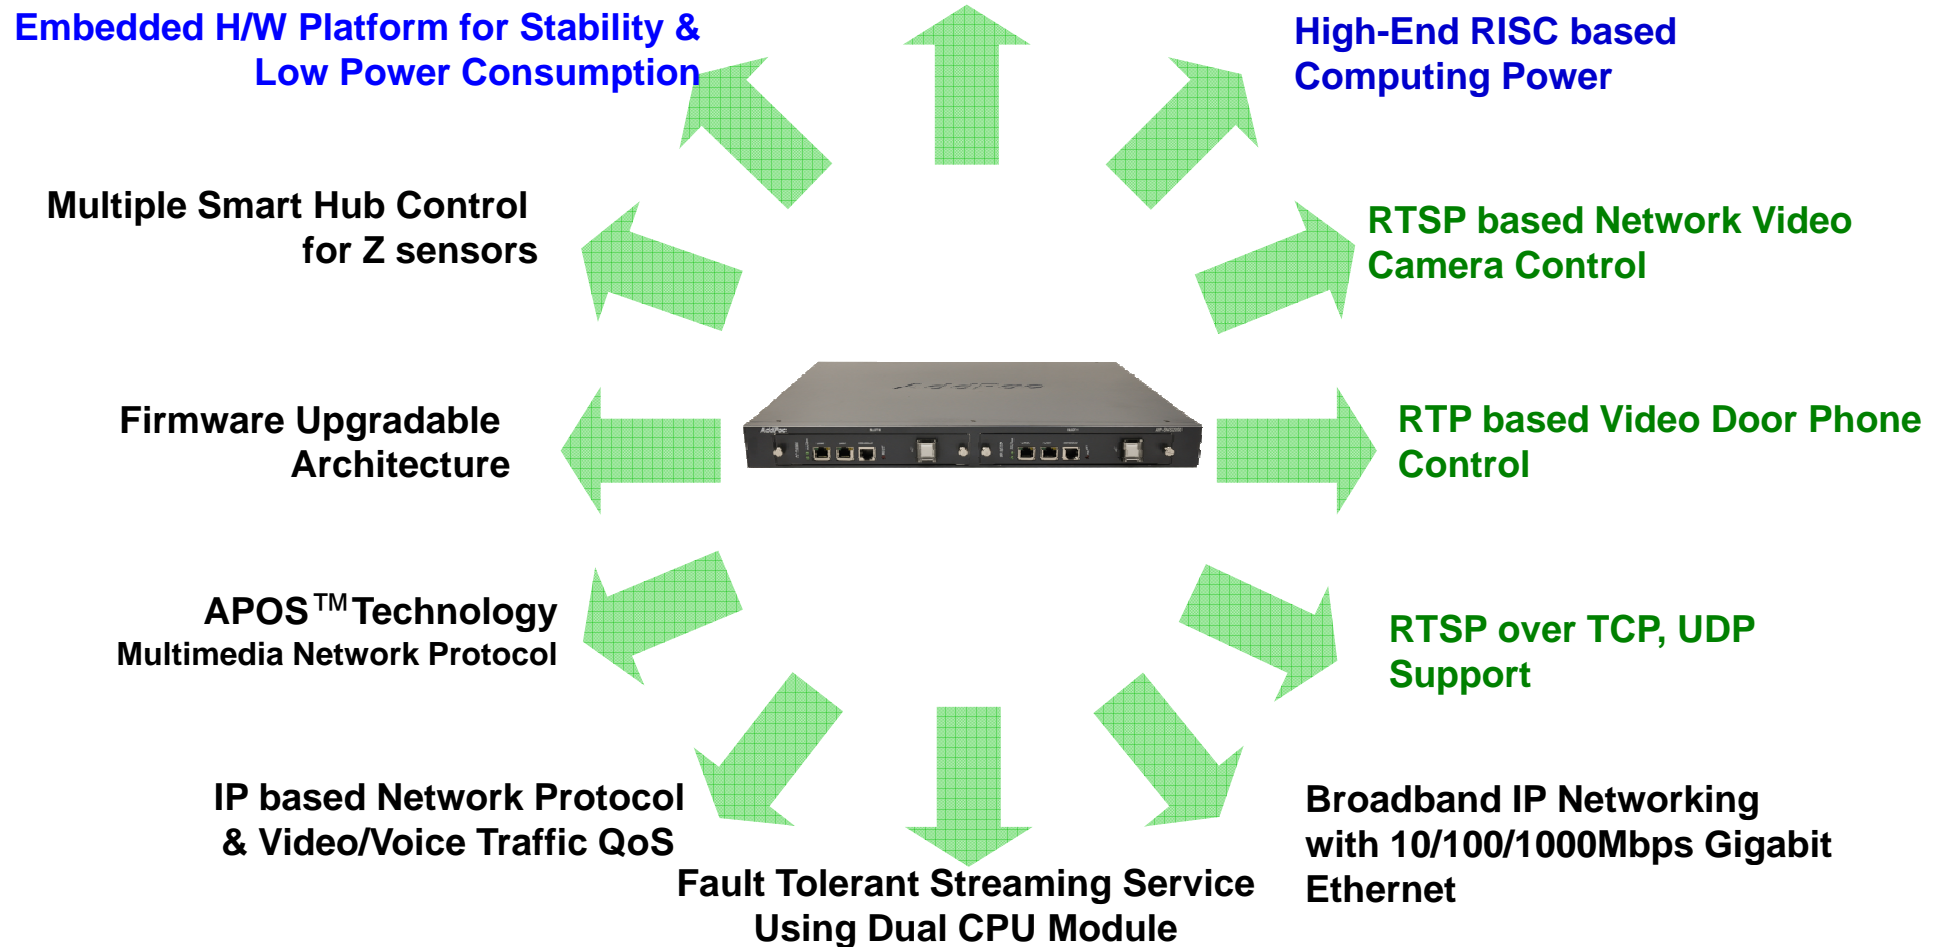 Embedded H/W Platform for Stability &
Low Power Consumption
High-End RISC based
Computing Power
Multiple Smart Hub Control
for Z sensors
RTSP based Network Video
Camera Control
Firmware Upgradable
Architecture
AddPac
AddPac
RTP based Video Door Phone
Control
APOS™Technology
Multimedia Network Protocol
RTSP over TCP, UDP
Support
IP based Network Protocol
& Video/Voice Traffic QoS
Broadband IP Networking
with 10/100/1000Mbps Gigabit
Ethernet
Fault Tolerant Streaming Service
Using Dual CPU Module